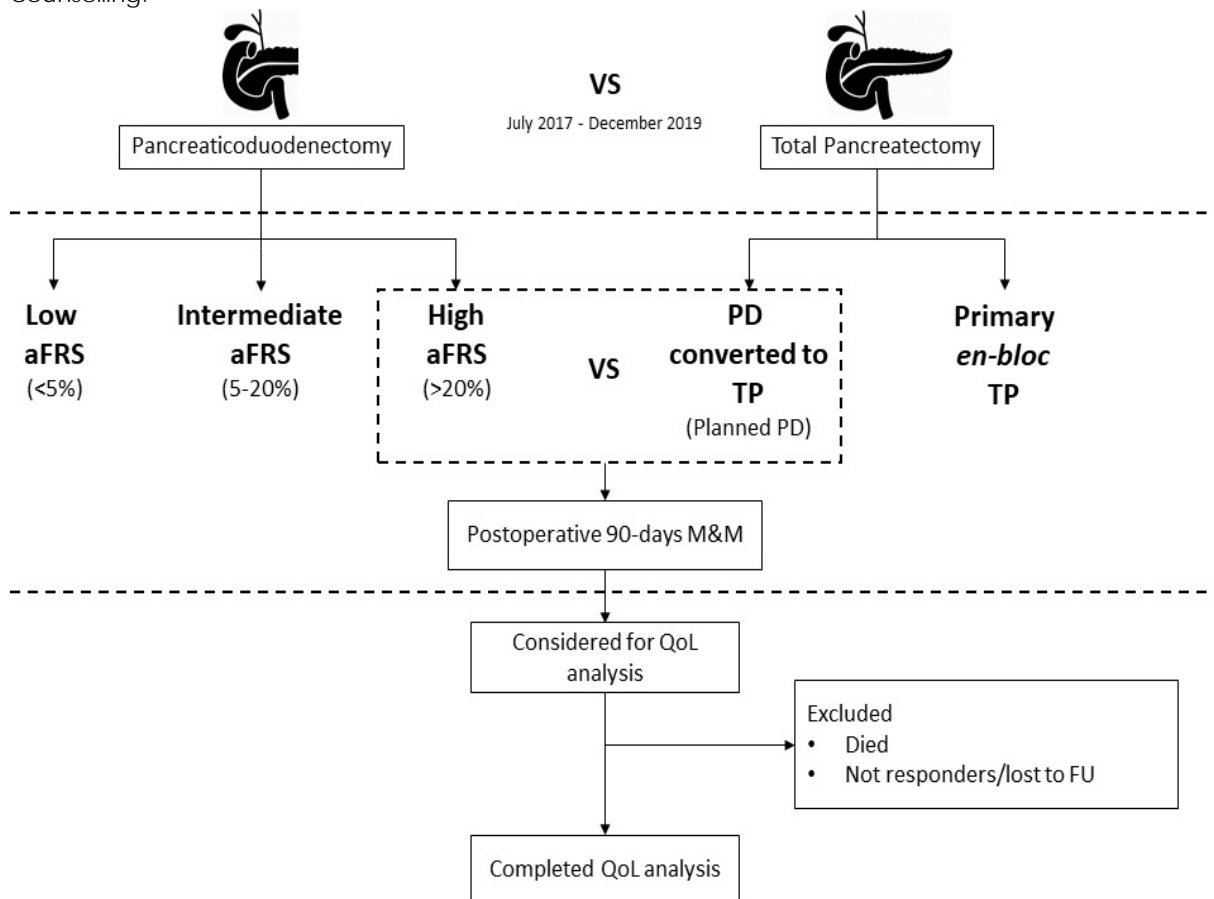 counselling.
VS
July 2017 - December 2019
Pancreaticoduodenectomy
Total Pancreatectomy
Low
aFRS
(<5%)
Intermediate
aFRS
(5-20%)
High
aFRS
(>20%)
VS
PD
converted to
TP
(Planned PD)
Primary
en-bloc
TP
Postoperative 90-days M&M
Considered for QoL
analysis
Excluded
• Died
• Not responders/lost to FU
Completed QoL analysis